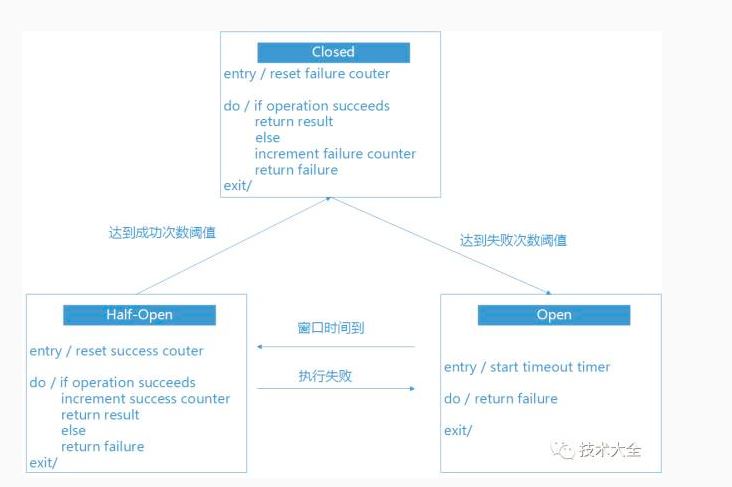 Closed
entry / reset failure couter
do / if operation succeeds
return result
else
increment failure counter
return failure
exit/
达到成功次数阈值
达到失败次数阈值
Half-Open
entry / reset success couter
do / if operation succeeds
increment success counter
return result
else
return failure
exit/
窗口时间到
执行失败
Open
entry / start timeout timer
do / return failure
exit/
技术大全